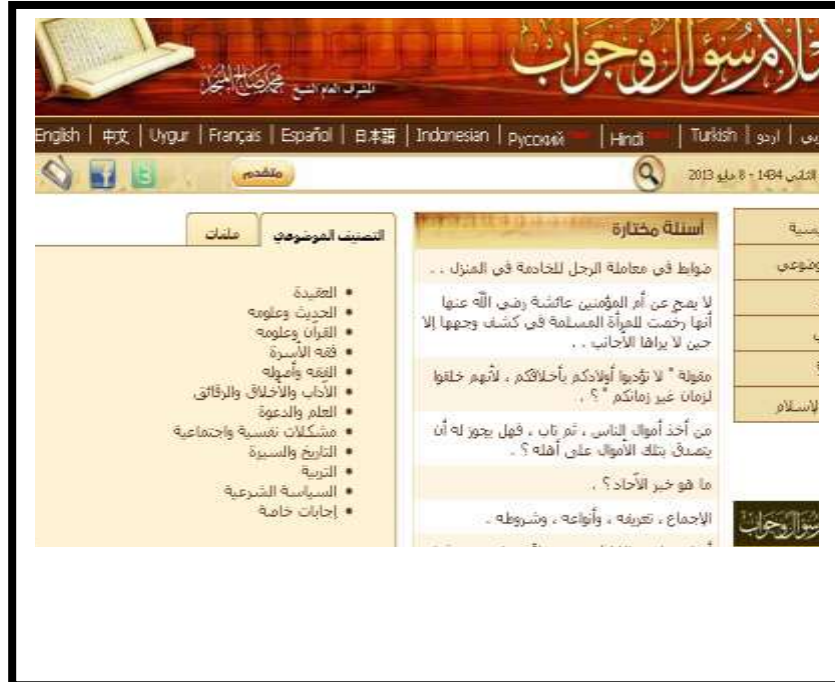 سؤال وجواب
المشرف العام الشيخ محمد صالح المنجد
English | 中文 | Uygur | Français | Español | 日本語 | Indonesian | Русский | Hindi | Turkish | اردو
متقدم
1434 - 8 مايو 2013
أسئلة مختارة
ضوابط في معاملة الرجل للخادمة في المنزل . .
لا يصح عن أم المؤمنين عائشة رضي الله عنها
أنها رخّصت للمرأة المسلمة في كشف وجهها إلا
حين لا يراها الأجانب . .
مقولة " لا تؤدبوا أولادكم بأخلاقكم ، لأنهم خلقوا
لزمان غير زمانكم " ؟ .
من أخذ أموال الناس ، ثم تاب ، فهل يجوز له أن
يتصدق بتلك الأموال على أهله ؟ .
ما هو خبر الآحاد ؟ .
الإجماع ، تعريفه ، وأنواعه ، وشروطه .
التصنيف الموضوعي
ملفات
• العقيدة
• الحديث وعلومه
• القرآن وعلومه
• فقه الأسرة
• الفقه وأصوله
• الآداب والأخلاق والرقائق
• العلم والدعوة
• مشكلات نفسية واجتماعية
• التاريخ والسيرة
• التربية
• السياسة الشرعية
• إجابات خاصة
سؤال وجواب